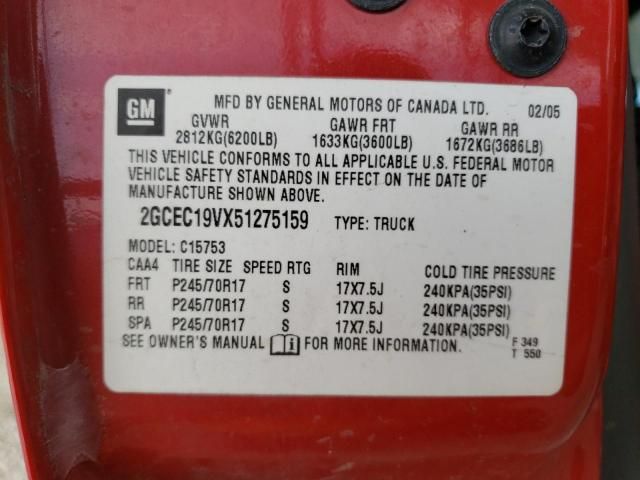 GM
MFD BY GENERAL MOTORS OF CANADA LTD. 02/05
GVWR GAWR FRT GAWR RR
2812KG(6200LB) 1633KG(3600LB) 1672KG(3686LB)
THIS VEHICLE CONFORMS TO ALL APPLICABLE U.S. FEDERAL MOTOR
VEHICLE SAFETY STANDARDS IN EFFECT ON THE DATE OF
MANUFACTURE SHOWN ABOVE.
2GCEC19VX51275159 TYPE: TRUCK
MODEL: C15753
CAA4 TIRE SIZE SPEED RTG RIM COLD TIRE PRESSURE
FRT P245/70R17 S 17X7.5J 240KPA(35PSI)
RR P245/70R17 S 17X7.5J 240KPA(35PSI)
SPA P245/70R17 S 17X7.5J 240KPA(35PSI)
SEE OWNER'S MANUAL FOR MORE INFORMATION. F 349
T 550